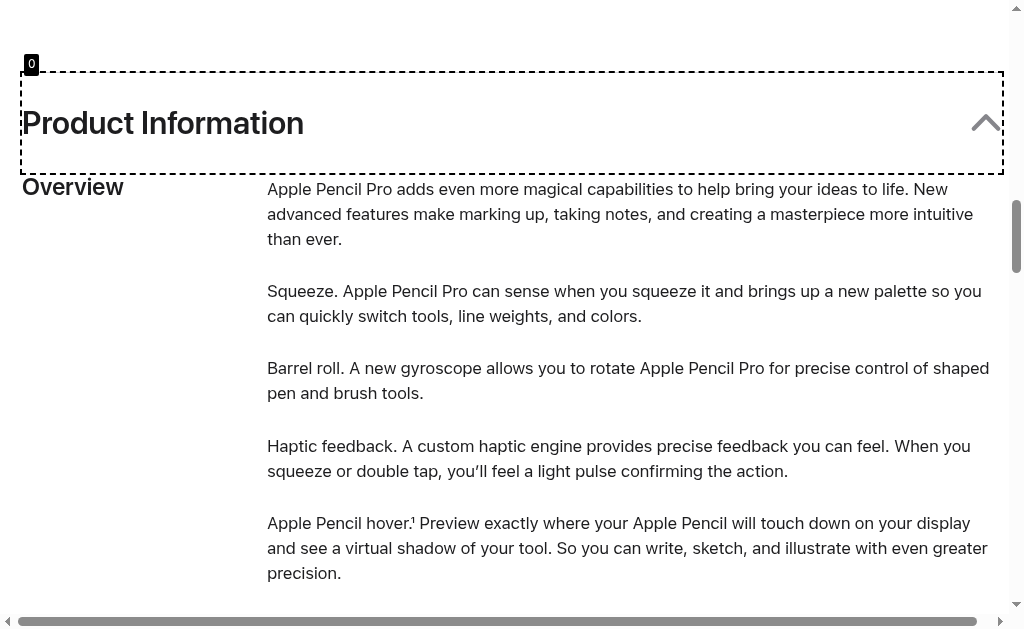 0
Product Information
Overview
Apple Pencil Pro adds even more magical capabilities to help bring your ideas to life. New
advanced features make marking up, taking notes, and creating a masterpiece more intuitive
than ever.
Squeeze. Apple Pencil Pro can sense when you squeeze it and brings up a new palette so you
can quickly switch tools, line weights, and colors.
Barrel roll. A new gyroscope allows you to rotate Apple Pencil Pro for precise control of shaped
pen and brush tools.
Haptic feedback. A custom haptic engine provides precise feedback you can feel. When you
squeeze or double tap, you’ll feel a light pulse confirming the action.
Apple Pencil hover.¹ Preview exactly where your Apple Pencil will touch down on your display
and see a virtual shadow of your tool. So you can write, sketch, and illustrate with even greater
precision.